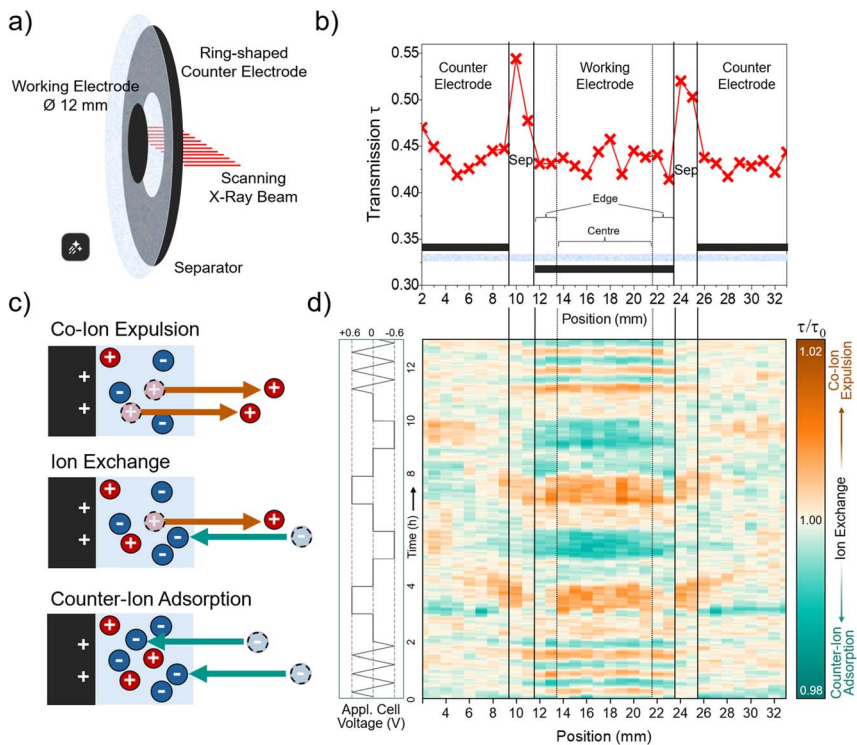 a)
Ring-shaped
Counter Electrode
Working Electrode
Ø 12 mm
Scanning
X-Ray Beam
Separator
b)
Transmission τ
0.55
0.50
0.45
0.40
0.35
0.30
Counter
Electrode
Working
Electrode
Counter
Electrode
Sep
Sep
Edge
Centre
2 4 6 8 10 12 14 16 18 20 22 24 26 28 30 32
Position (mm)
c)
Co-Ion Expulsion
Ion Exchange
Counter-Ion Adsorption
d)
+0.6 0 -0.6
12
10
8
6
4
2
0
Time (h)
Appl. Cell
Voltage (V)
2 4 6 8 10 12 14 16 18 20 22 24 26 28 30 32
Position (mm)
τ/τ0
1.02
1.00
0.98
Co-Ion
Expulsion
Ion Exchange
Counter-Ion
Adsorption